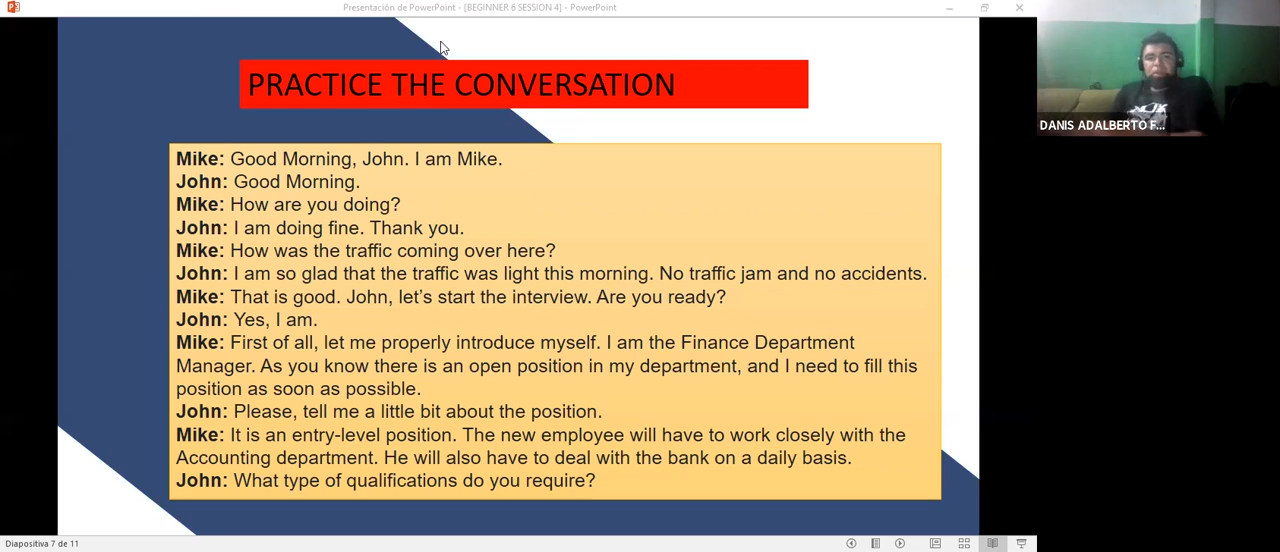 Presentación de PowerPoint - [BEGINNER 6 SESSION 4] - PowerPoint
PRACTICE THE CONVERSATION
Mike: Good Morning, John. I am Mike.
John: Good Morning.
Mike: How are you doing?
John: I am doing fine. Thank you.
Mike: How was the traffic coming over here?
John: I am so glad that the traffic was light this morning. No traffic jam and no accidents.
Mike: That is good. John, let’s start the interview. Are you ready?
John: Yes, I am.
Mike: First of all, let me properly introduce myself. I am the Finance Department
Manager. As you know there is an open position in my department, and I need to fill this
position as soon as possible.
John: Please, tell me a little bit about the position.
Mike: It is an entry-level position. The new employee will have to work closely with the
Accounting department. He will also have to deal with the bank on a daily basis.
John: What type of qualifications do you require?
DANIS ADALBERTO F...
Diapositiva 7 de 11